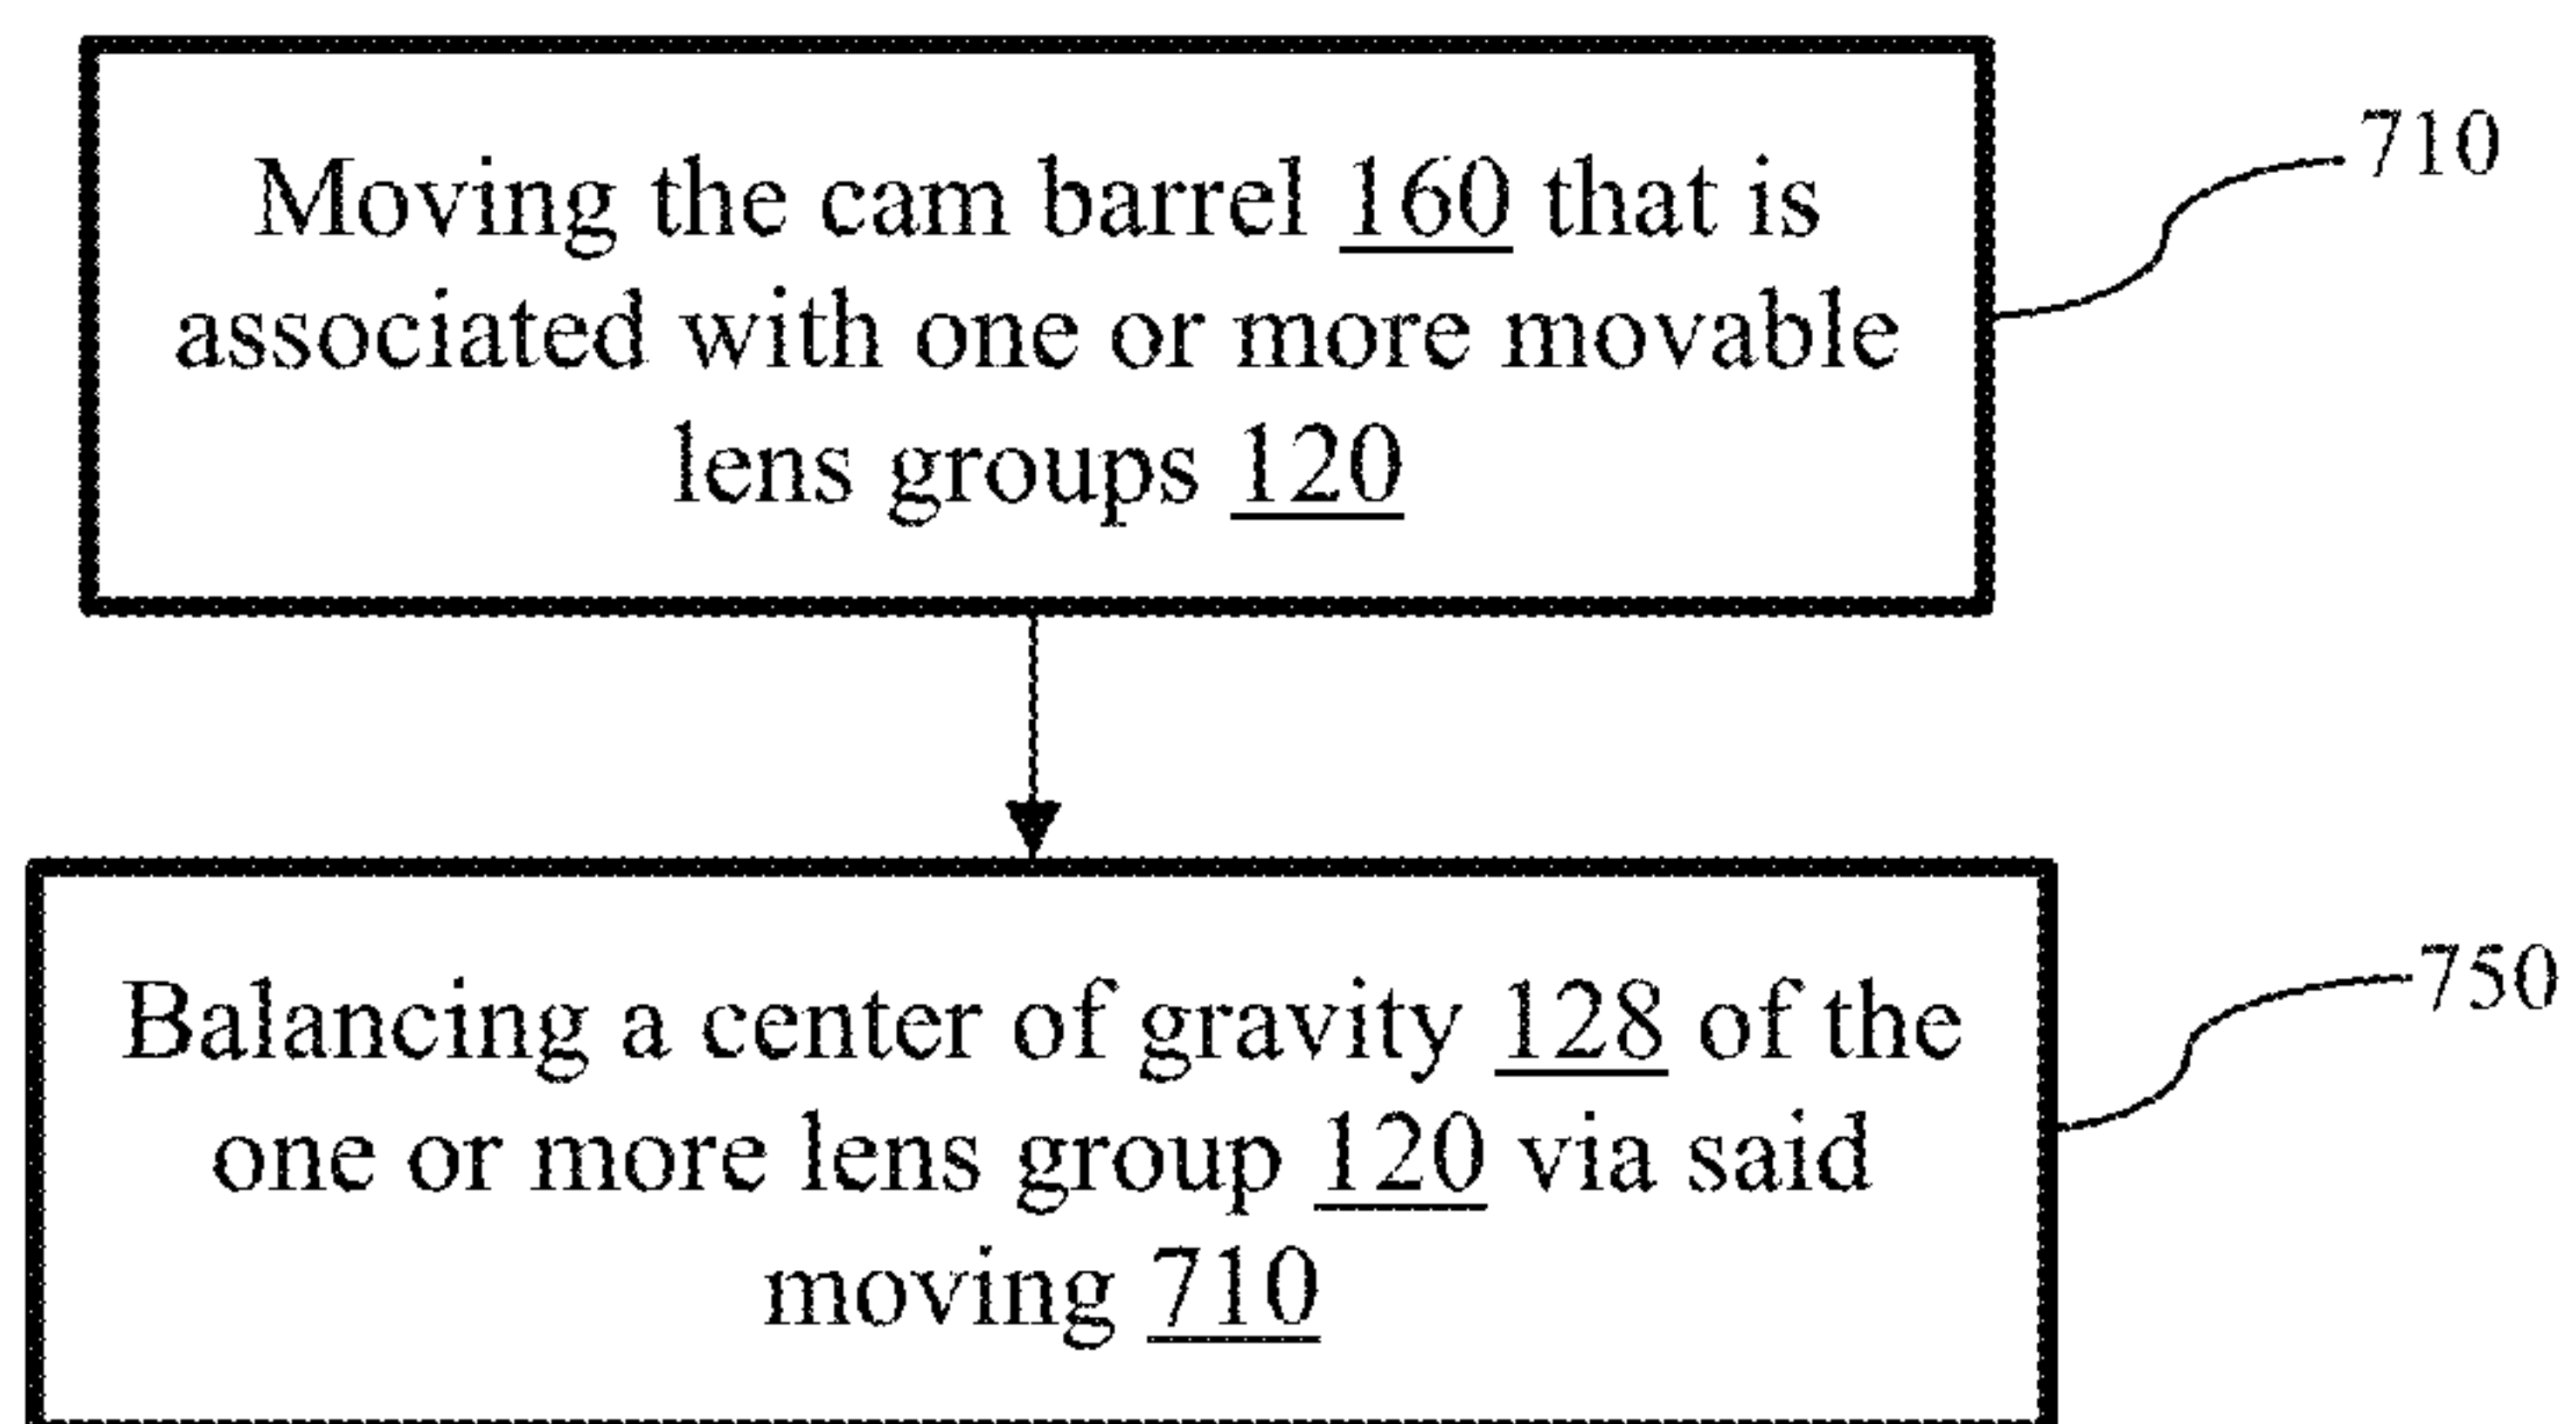 Moving the cam barrel 160 that is
associated with one or more movable
lens groups 120
710
Balancing a center of gravity 128 of the
one or more lens group 120 via said
moving 710
750